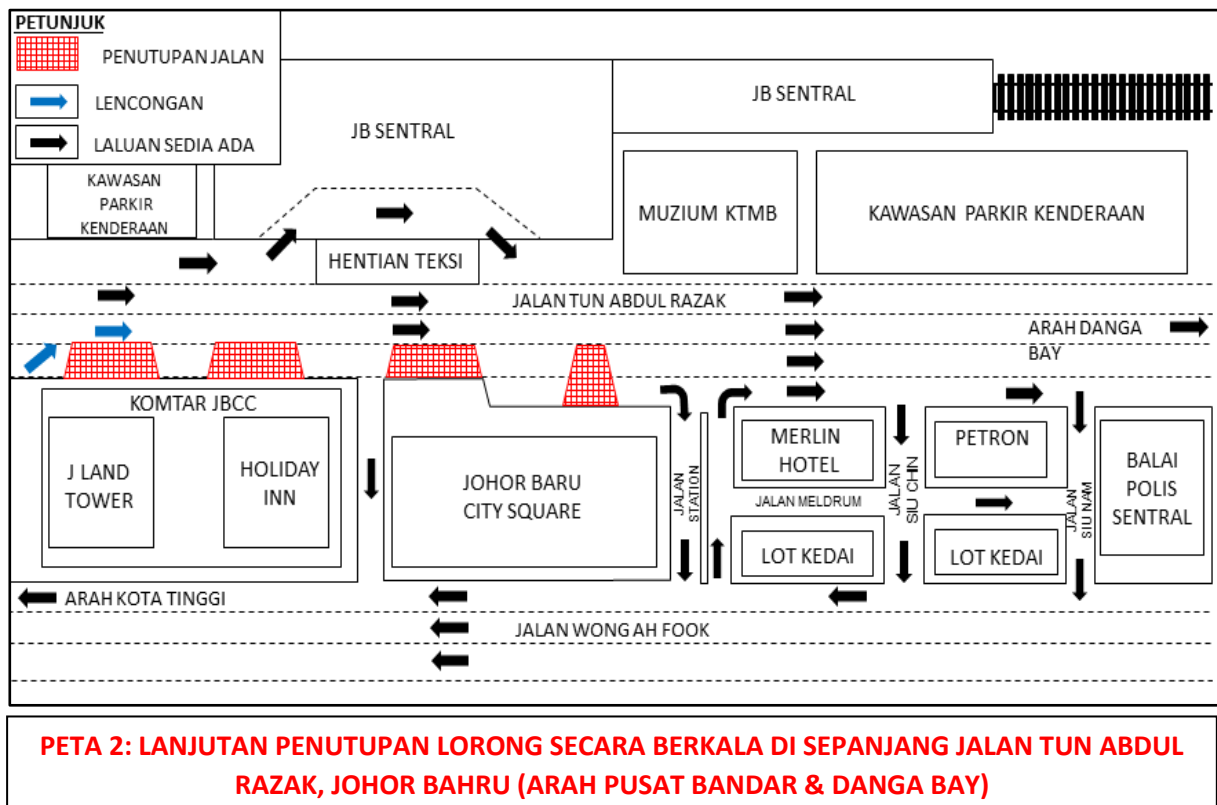 PETUNJUK
PENUTUPAN JALAN
LENCONGAN
LALUAN SEDIA ADA
JB SENTRAL
JB SENTRAL
KAWASAN
PARKIR
KENDERAAN
MUZIUM KTMB
KAWASAN PARKIR KENDERAAN
HENTIAN TEKSI
JALAN TUN ABDUL RAZAK
ARAH DANGA
BAY
KOMTAR JBCC
J LAND
TOWER
HOLIDAY
INN
JOHOR BARU
CITY SQUARE
JALAN
STATION
MERLIN
HOTEL
JALAN MELDRUM
LOT KEDAI
JALAN
SIU CHIN
PETRON
LOT KEDAI
JALAN
SIU NAM
BALAI
POLIS
SENTRAL
ARAH KOTA TINGGI
JALAN WONG AH FOOK
PETA 2: LANJUTAN PENUTUPAN LORONG SECARA BERKALA DI SEPANJANG JALAN TUN ABDUL
RAZAK, JOHOR BAHRU (ARAH PUSAT BANDAR & DANGA BAY)